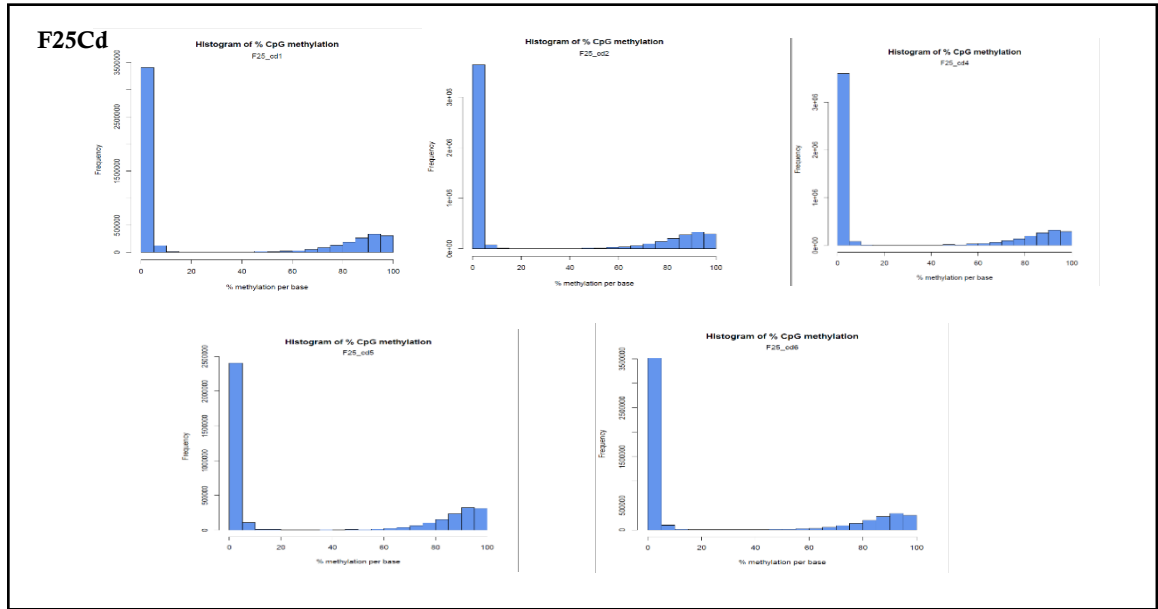 F25Cd
Histogram of % CpG methylation
F25_cd1
Frequency
3500000
2500000
1500000
500000
0
0 20 40 60 80 100
% methylation per base
Histogram of % CpG methylation
F25_cd2
Frequency
3e+06
2e+06
1e+06
0e+00
0 20 40 60 80 100
% methylation per base
Histogram of % CpG methylation
F25_cd4
Frequency
3e+06
2e+06
1e+06
0e+00
0 20 40 60 80 100
% methylation per base
Histogram of % CpG methylation
F25_cd5
Frequency
2500000
2000000
1500000
1000000
500000
0
0 20 40 60 80 100
% methylation per base
Histogram of % CpG methylation
F25_cd6
Frequency
3500000
2500000
1500000
500000
0
0 20 40 60 80 100
% methylation per base